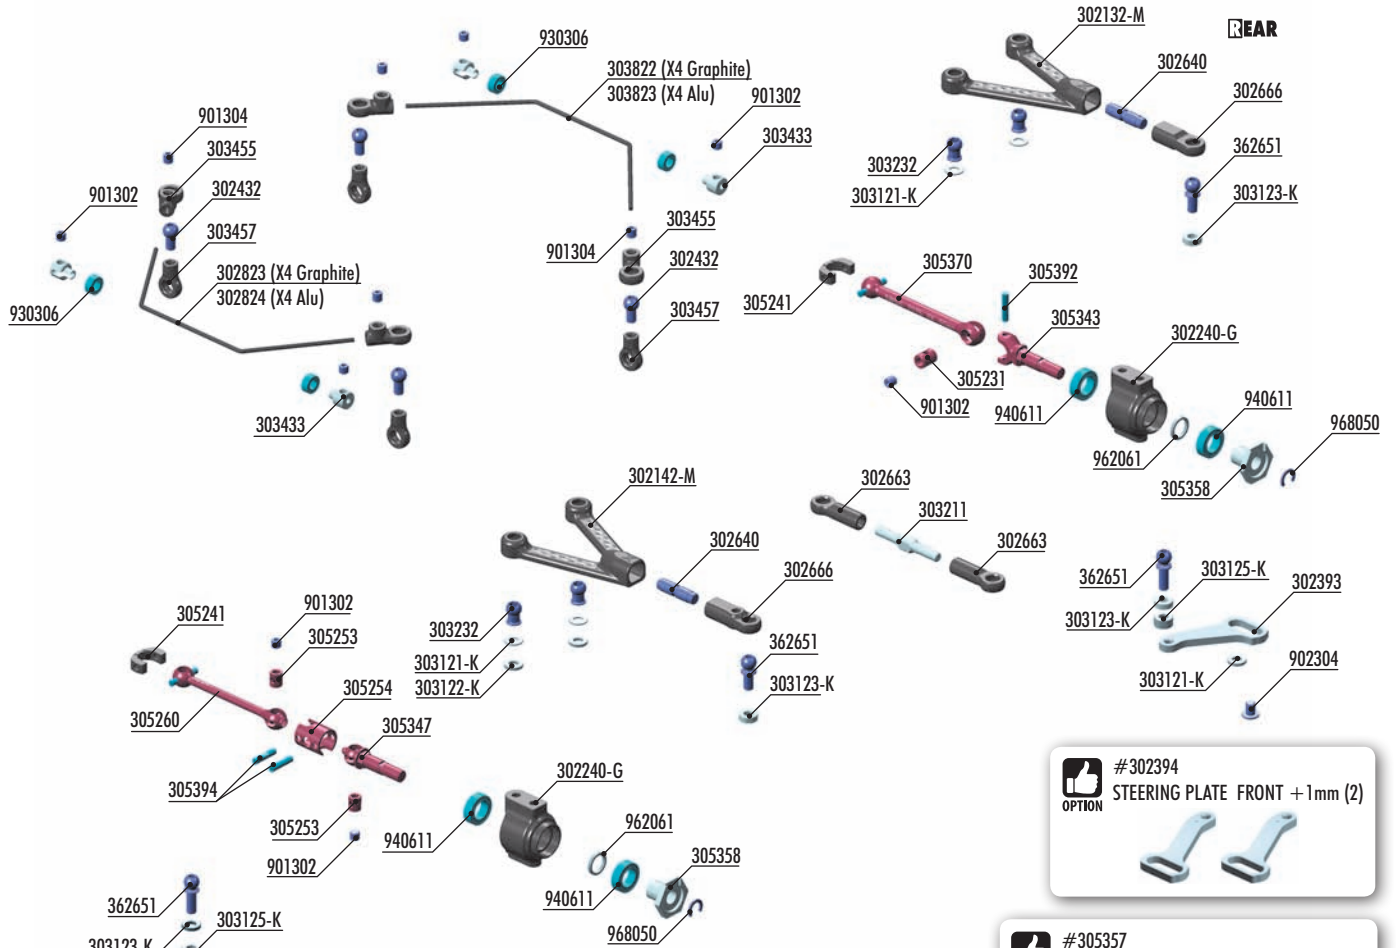 302132-M
REAR
930306
302640
303822 (X4 Graphite)
303823 (X4 Alu)
901302
302666
901304
303433
303455
362651
303232
302432
303121-K
901302
303123-K
303455
303457
901304
302432
305370
305392
302823 (X4 Graphite)
302824 (X4 Alu)
305241
930306
303457
305343
302240-G
305231
901302
940611
940611
303433
968050
962061
305358
302142-M
302663
303211
302640
302663
302666
362651
303125-K
302393
303123-K
901302
305241
305253
303232
303121-K
303122-K
362651
303121-K
902304
305254
303123-K
305260
305347
305394
302240-G
305253
940611
962061
901302
305358
940611
968050
OPTION
#302394
STEERING PLATE FRONT +1mm (2)
362651
303125-K
303123-K
#305357